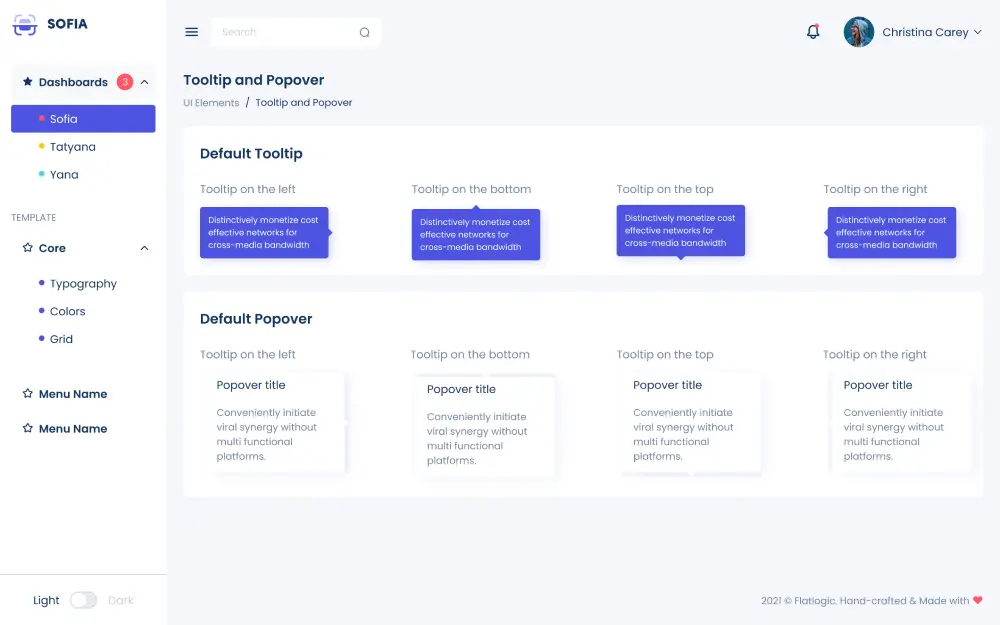 SOFIA
Search
Christina Carey
Dashboards 3
Sofia
Tatyana
Yana
TEMPLATE
Core
Typography
Colors
Grid
Menu Name
Menu Name
Light Dark
Tooltip and Popover
UI Elements / Tooltip and Popover
Default Tooltip
Tooltip on the left
Distinctively monetize cost
effective networks for
cross-media bandwidth
Tooltip on the bottom
Distinctively monetize cost
effective networks for
cross-media bandwidth
Tooltip on the top
Distinctively monetize cost
effective networks for
cross-media bandwidth
Tooltip on the right
Distinctively monetize cost
effective networks for
cross-media bandwidth
Default Popover
Tooltip on the left
Popover title
Conveniently initiate
viral synergy without
multi functional
platforms.
Tooltip on the bottom
Popover title
Conveniently initiate
viral synergy without
multi functional
platforms.
Tooltip on the top
Popover title
Conveniently initiate
viral synergy without
multi functional
platforms.
Tooltip on the right
Popover title
Conveniently initiate
viral synergy without
multi functional
platforms.
2021 © Flatlogic. Hand-crafted & Made with ❤